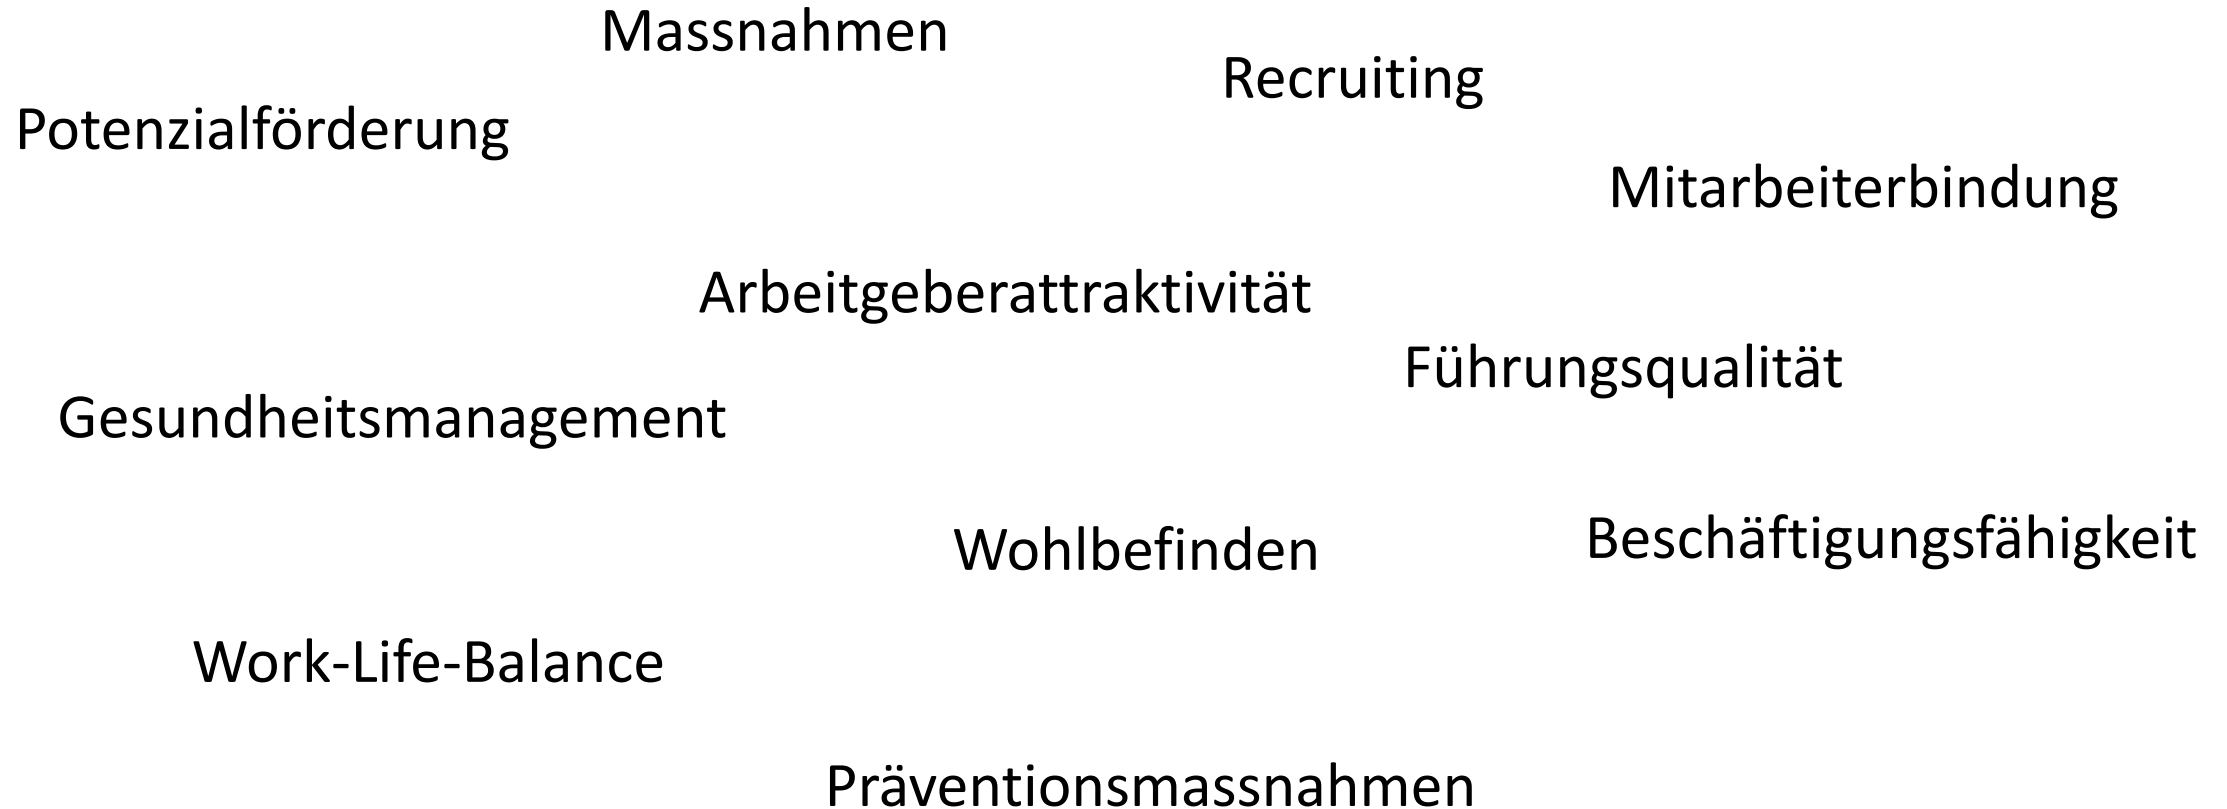 Massnahmen
Recruiting
Potenzialförderung
Mitarbeiterbindung
Arbeitgeberattraktivität
Führungsqualität
Gesundheitsmanagement
Wohlbefinden
Beschäftigungsfähigkeit
Work-Life-Balance
Präventionsmassnahmen